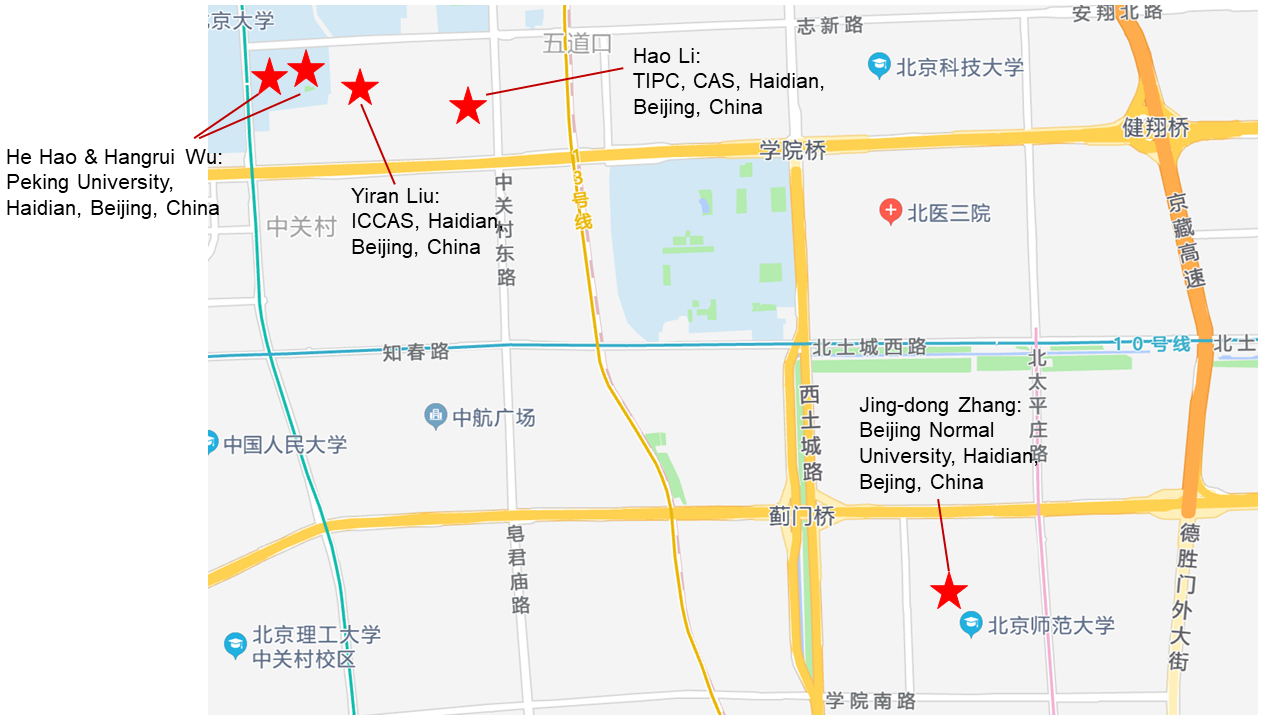 京大学
安翔北路
志新路
五道口
Hao Li:
TIPC, CAS, Haidian,
Beijing, China
北京科技大学
健翔桥
学院桥
He Hao & Hangrui Wu:
Peking University,
Haidian, Beijing, China
13号线
Yiran Liu:
ICCAS, Haidian,
Beijing, China
中关村
中关村东路
北医三院
京藏高速
知春路
北土城西路
10号线
北土
北太平庄路
西土城路
中航广场
中国人民大学
Jing-dong Zhang:
Beijing Normal
University, Haidian,
Bejing, China
蓟门桥
皂君庙路
德胜门外大街
北京理工大学
中关村校区
北京师范大学
学院南路